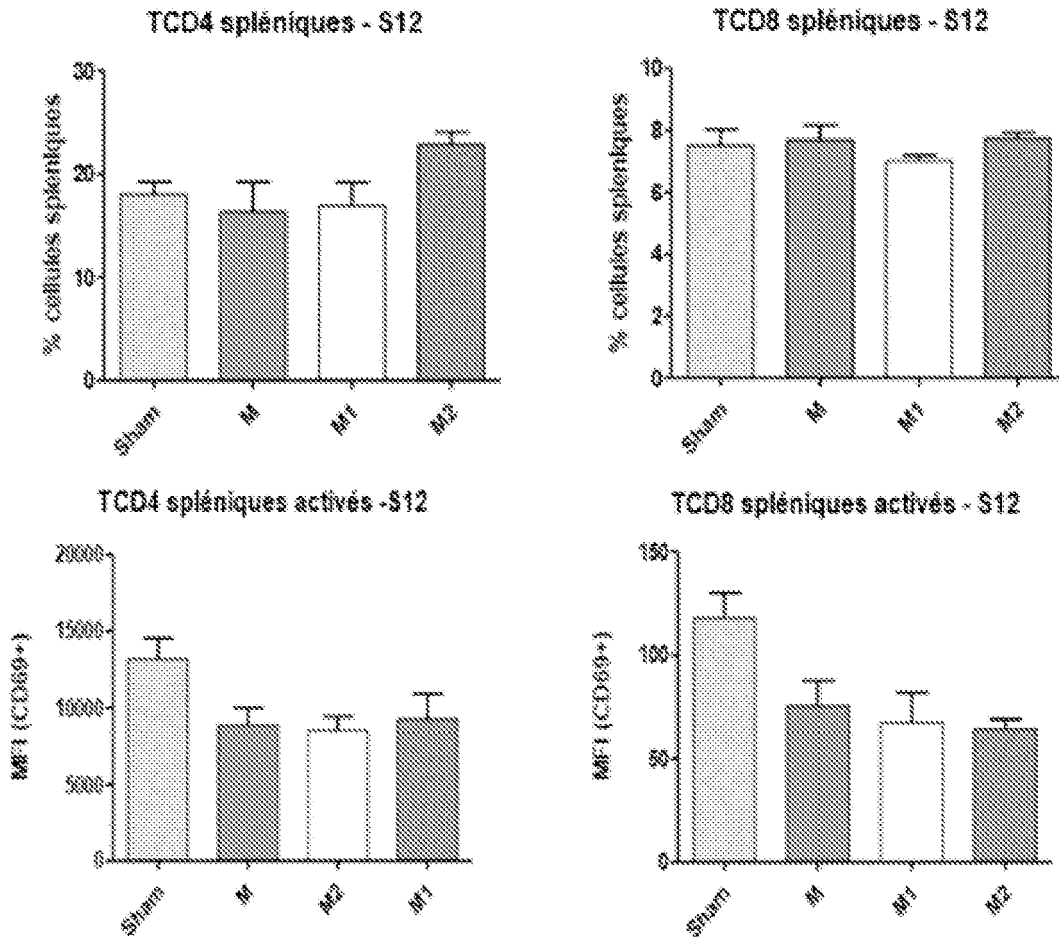 TCD4 spléniques - S12
% cellules spleniques
30
20
10
0
Sham
M
M1
M2
TCD8 spléniques - S12
% cellules spleniques
10
8
6
4
2
0
Sham
M
M1
M2
TCD4 spléniques activés -S12
MFI (CD69+)
20000
15000
10000
5000
0
Sham
M
M2
M1
TCD8 spléniques activés - S12
MFI (CD69+)
150
100
50
0
Sham
M
M1
M2